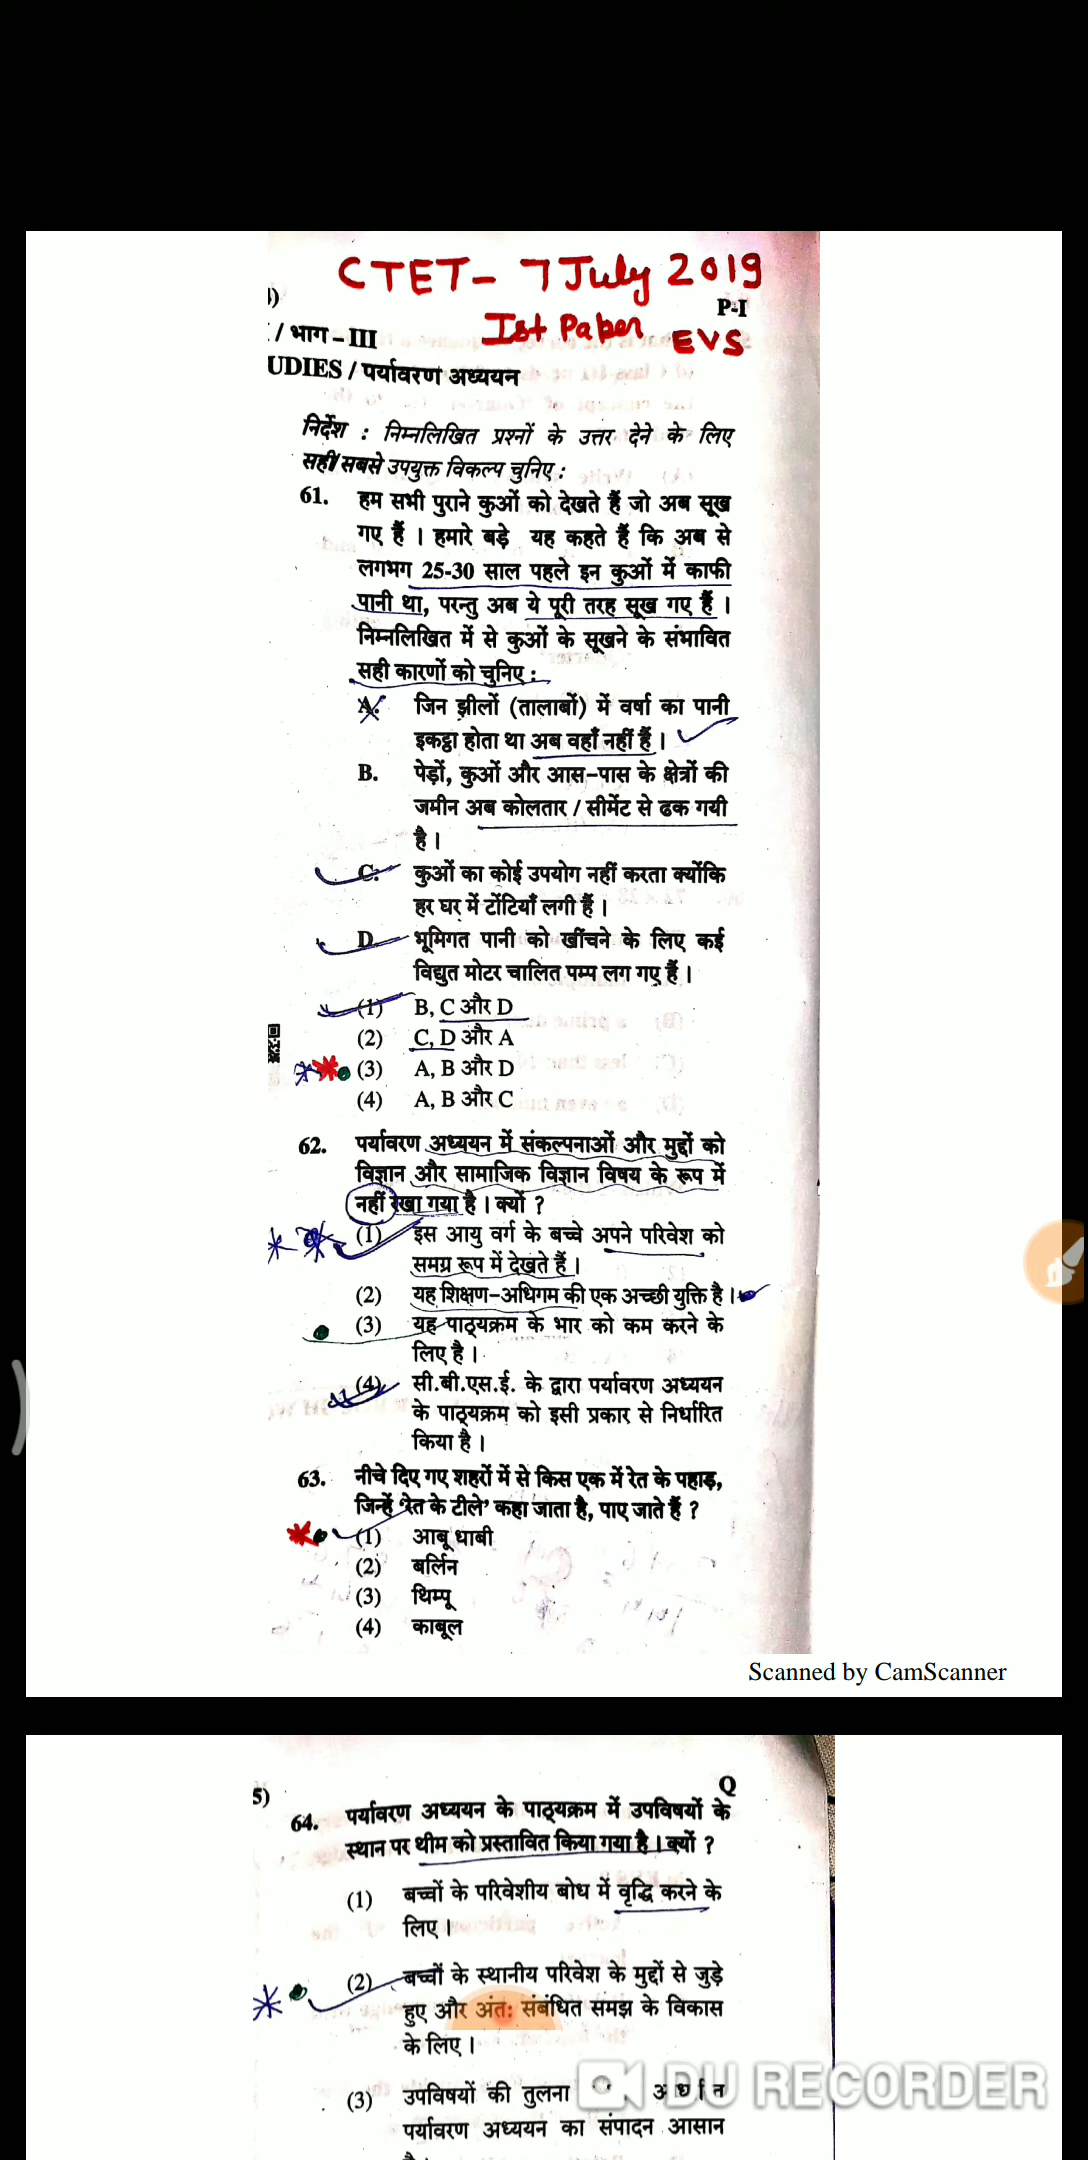 CTET- 7 July 2019
4)
P-I
Ist Paper EVS
/ भाग – III
UDIES / पर्यावरण अध्ययन
निर्देश : निम्नलिखित प्रश्नों के उत्तर देने के लिए
सही/सबसे उपयुक्त विकल्प चुनिए :
61. हम सभी पुराने कुओं को देखते हैं जो अब सूख
गए हैं । हमारे बड़े यह कहते हैं कि अब से
लगभग 25-30 साल पहले इन कुओं में काफी
पानी था, परन्तु अब ये पूरी तरह सूख गए हैं ।
निम्नलिखित में से कुओं के सूखने के संभावित
सही कारणों को चुनिए :
A. जिन झीलों (तालाबों) में वर्षा का पानी
इकट्ठा होता था अब वहाँ नहीं हैं ।
B. पेड़ों, कुओं और आस-पास के क्षेत्रों की
जमीन अब कोलतार / सीमेंट से ढक गयी
है ।
C. कुओं का कोई उपयोग नहीं करता क्योंकि
हर घर में टोंटियाँ लगी हैं ।
D. भूमिगत पानी को खींचने के लिए कई
विद्युत मोटर चालित पम्प लग गए हैं ।
(1) B, C और D
(2) C, D और A
(3) A, B और D
(4) A, B और C
62. पर्यावरण अध्ययन में संकल्पनाओं और मुद्दों को
विज्ञान और सामाजिक विज्ञान विषय के रूप में
नहीं रखा गया है । क्यों ?
(1) इस आयु वर्ग के बच्चे अपने परिवेश को
समग्र रूप में देखते हैं ।
(2) यह शिक्षण-अधिगम की एक अच्छी युक्ति है ।
(3) यह पाठ्यक्रम के भार को कम करने के
लिए है ।
(4) सी.बी.एस.ई. के द्वारा पर्यावरण अध्ययन
के पाठ्यक्रम को इसी प्रकार से निर्धारित
किया है ।
63. नीचे दिए गए शहरों में से किस एक में रेत के पहाड़,
जिन्हें 'रेत के टीले' कहा जाता है, पाए जाते हैं ?
(1) आबू धाबी
(2) बर्लिन
(3) थिम्पू
(4) काबूल
Scanned by CamScanner
5)
Q
64. पर्यावरण अध्ययन के पाठ्यक्रम में उपविषयों के
स्थान पर थीम को प्रस्तावित किया गया है । क्यों ?
(1) बच्चों के परिवेशीय बोध में वृद्धि करने के
लिए ।
(2) बच्चों के स्थानीय परिवेश के मुद्दों से जुड़े
हुए और अंत: संबंधित समझ के विकास
के लिए ।
(3) उपविषयों की तुलना
पर्यावरण अध्ययन का संपादन आसान
DU RECORDER